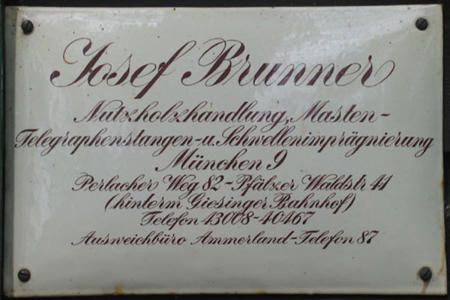 Josef Brunner
Nutzholzhandlung, Masten-
Telegraphenstangen-u. Schwellenimprägnierung
München 9
Perlacher Weg 82-Pfälzer Waldstr 41
(hinterm Giesinger Bahnhof)
Telefon 43008-40467
Ausweichbüro Ammerland-Telefon 87